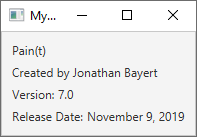 My...
Pain(t)
Created by Jonathan Bayert
Version: 7.0
Release Date: November 9, 2019